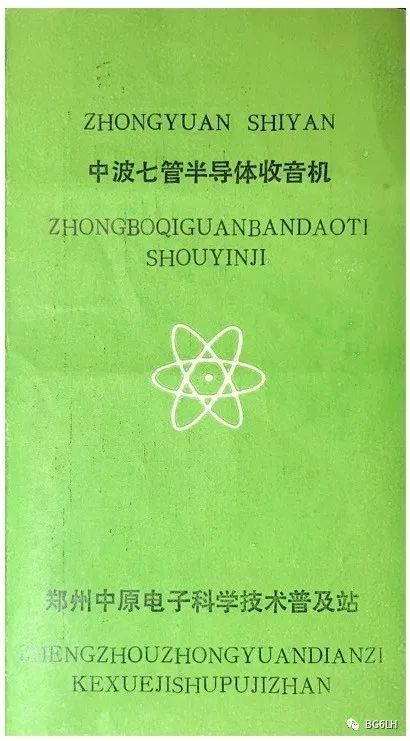 ZHONGYUAN SHIYAN
中波七管半导体收音机
ZHONGBOQIGUANBANDAOTI
SHOUYINJI
郑州中原电子科学技术普及站
ZHENGZHOUZHONGYUANDIANZI
KEXUEJISHUPUJIZHAN
BG6LH